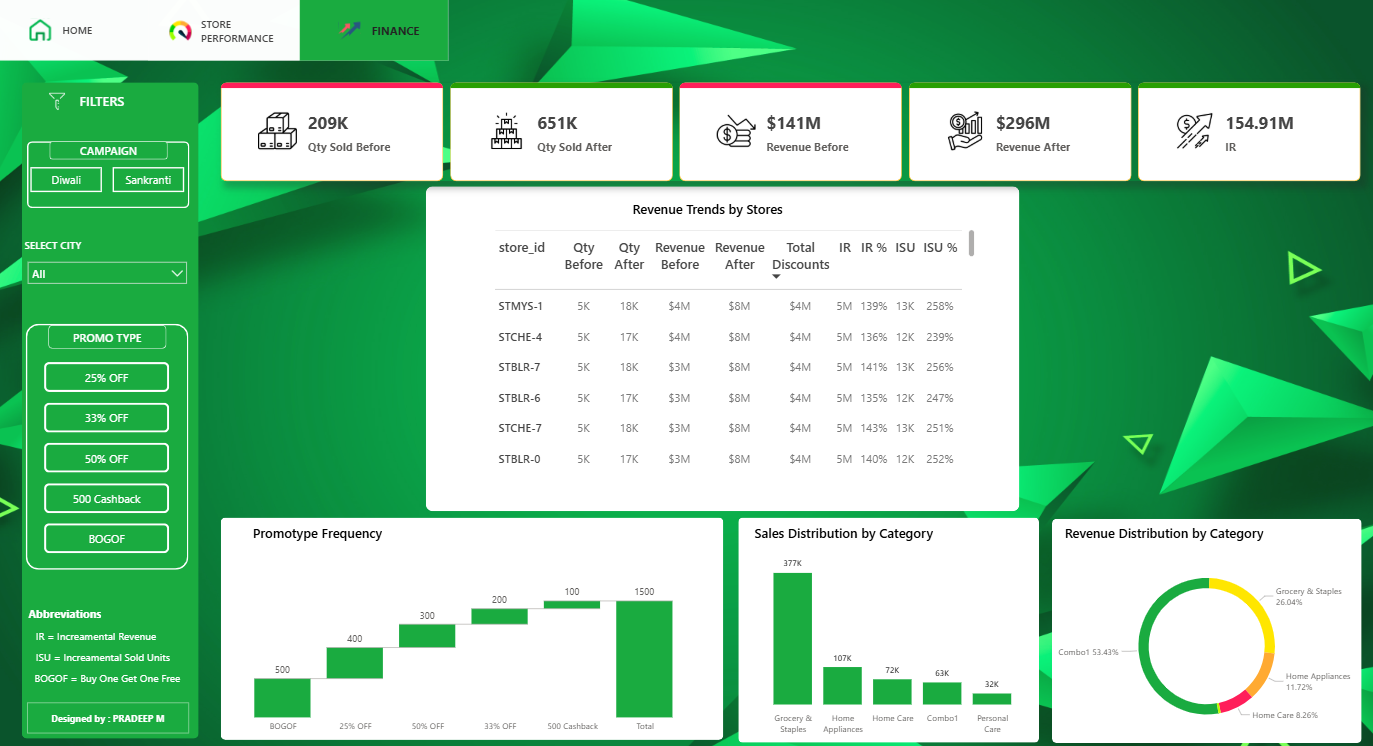 HOME
STORE
PERFORMANCE
FINANCE
FILTERS
CAMPAIGN
Diwali Sankranti
SELECT CITY
All
PROMO TYPE
25% OFF
33% OFF
50% OFF
500 Cashback
BOGOF
Abbreviations
IR = Increamental Revenue
ISU = Increamental Sold Units
BOGOF = Buy One Get One Free
Designed by : PRADEEP M
209K
Qty Sold Before
651K
Qty Sold After
$141M
Revenue Before
$296M
Revenue After
154.91M
IR
Revenue Trends by Stores
store_id Qty Before Qty After Revenue Before Revenue After Total Discounts IR IR % ISU ISU %
STMYS-1 5K 18K $4M $8M $4M 5M 139% 13K 258%
STCHE-4 5K 17K $4M $8M $4M 5M 136% 12K 239%
STBLR-7 5K 18K $3M $8M $4M 5M 141% 13K 256%
STBLR-6 5K 17K $3M $8M $4M 5M 135% 12K 247%
STCHE-7 5K 18K $3M $8M $4M 5M 143% 13K 251%
STBLR-0 5K 17K $3M $8M $4M 5M 140% 12K 252%
Promotype Frequency
500 400 300 200 100 1500
BOGOF 25% OFF 50% OFF 33% OFF 500 Cashback Total
Sales Distribution by Category
377K 107K 72K 63K 32K
Grocery & Staples Home Appliances Home Care Combo1 Personal Care
Revenue Distribution by Category
Grocery & Staples
26.04%
Combo1 53.43%
Home Appliances
11.72%
Home Care 8.26%